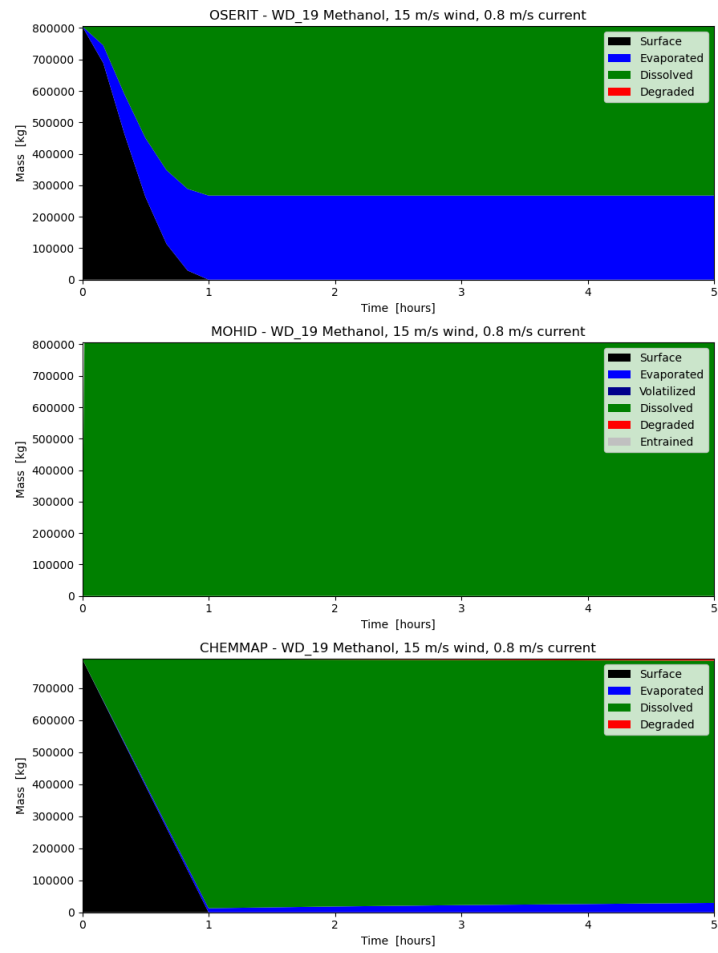 OSERIT - WD_19 Methanol, 15 m/s wind, 0.8 m/s current
800000
700000
600000
500000
400000
300000
200000
100000
0
Mass [kg]
Surface
Evaporated
Dissolved
Degraded
0 1 2 3 4 5
Time [hours]
MOHID - WD_19 Methanol, 15 m/s wind, 0.8 m/s current
800000
700000
600000
500000
400000
300000
200000
100000
0
Mass [kg]
Surface
Evaporated
Volatilized
Dissolved
Degraded
Entrained
0 1 2 3 4 5
Time [hours]
CHEMMAP - WD_19 Methanol, 15 m/s wind, 0.8 m/s current
700000
600000
500000
400000
300000
200000
100000
0
Mass [kg]
Surface
Evaporated
Dissolved
Degraded
0 1 2 3 4 5
Time [hours]